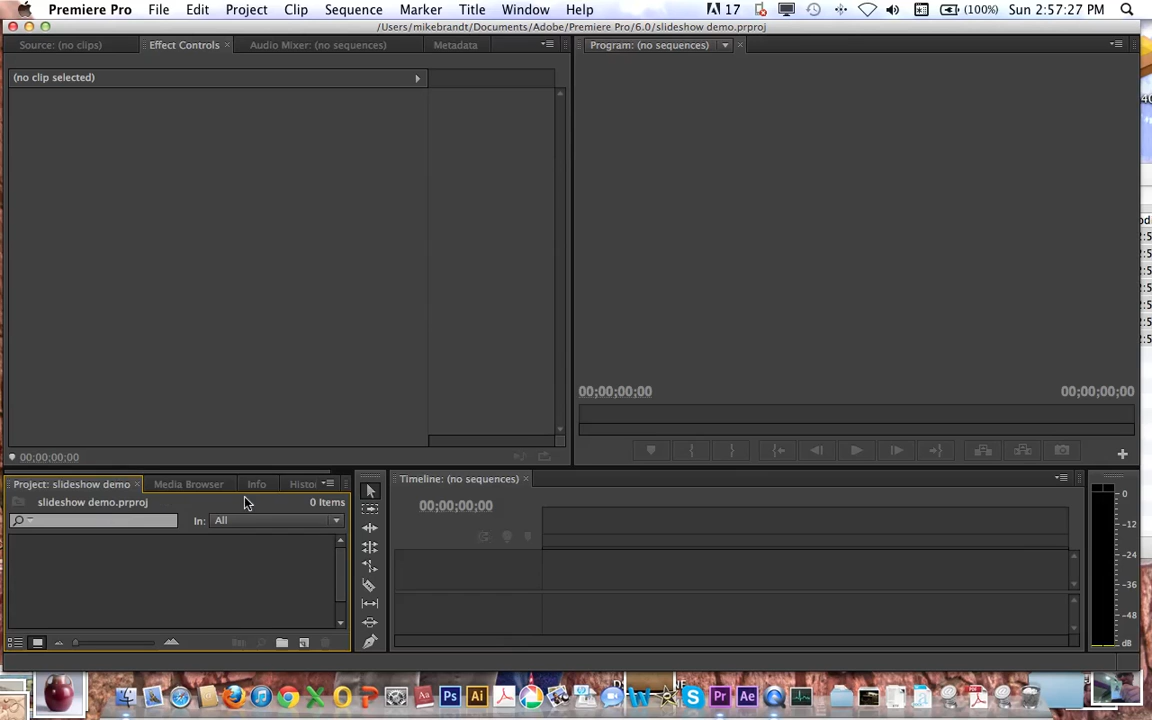 Premiere Pro File Edit Project Clip Sequence Marker Title Window Help 17 (100%) Sun 2:57:27 PM
/Users/mikebrandt/Documents/Adobe/Premiere Pro/6.0/slideshow demo.prproj
Source: (no clips) Effect Controls × Audio Mixer: (no sequences) Metadata Program: (no sequences) ×
(no clip selected)
00;00;00;00 00;00;00;00
00;00;00;00
Project: slideshow demo × Media Browser Info Histo Timeline: (no sequences) ×
slideshow demo.prproj 0 Items
00;00;00;00
In: All
0
-12
-24
-36
-48
dB
Ps Ai W S Pr Ae